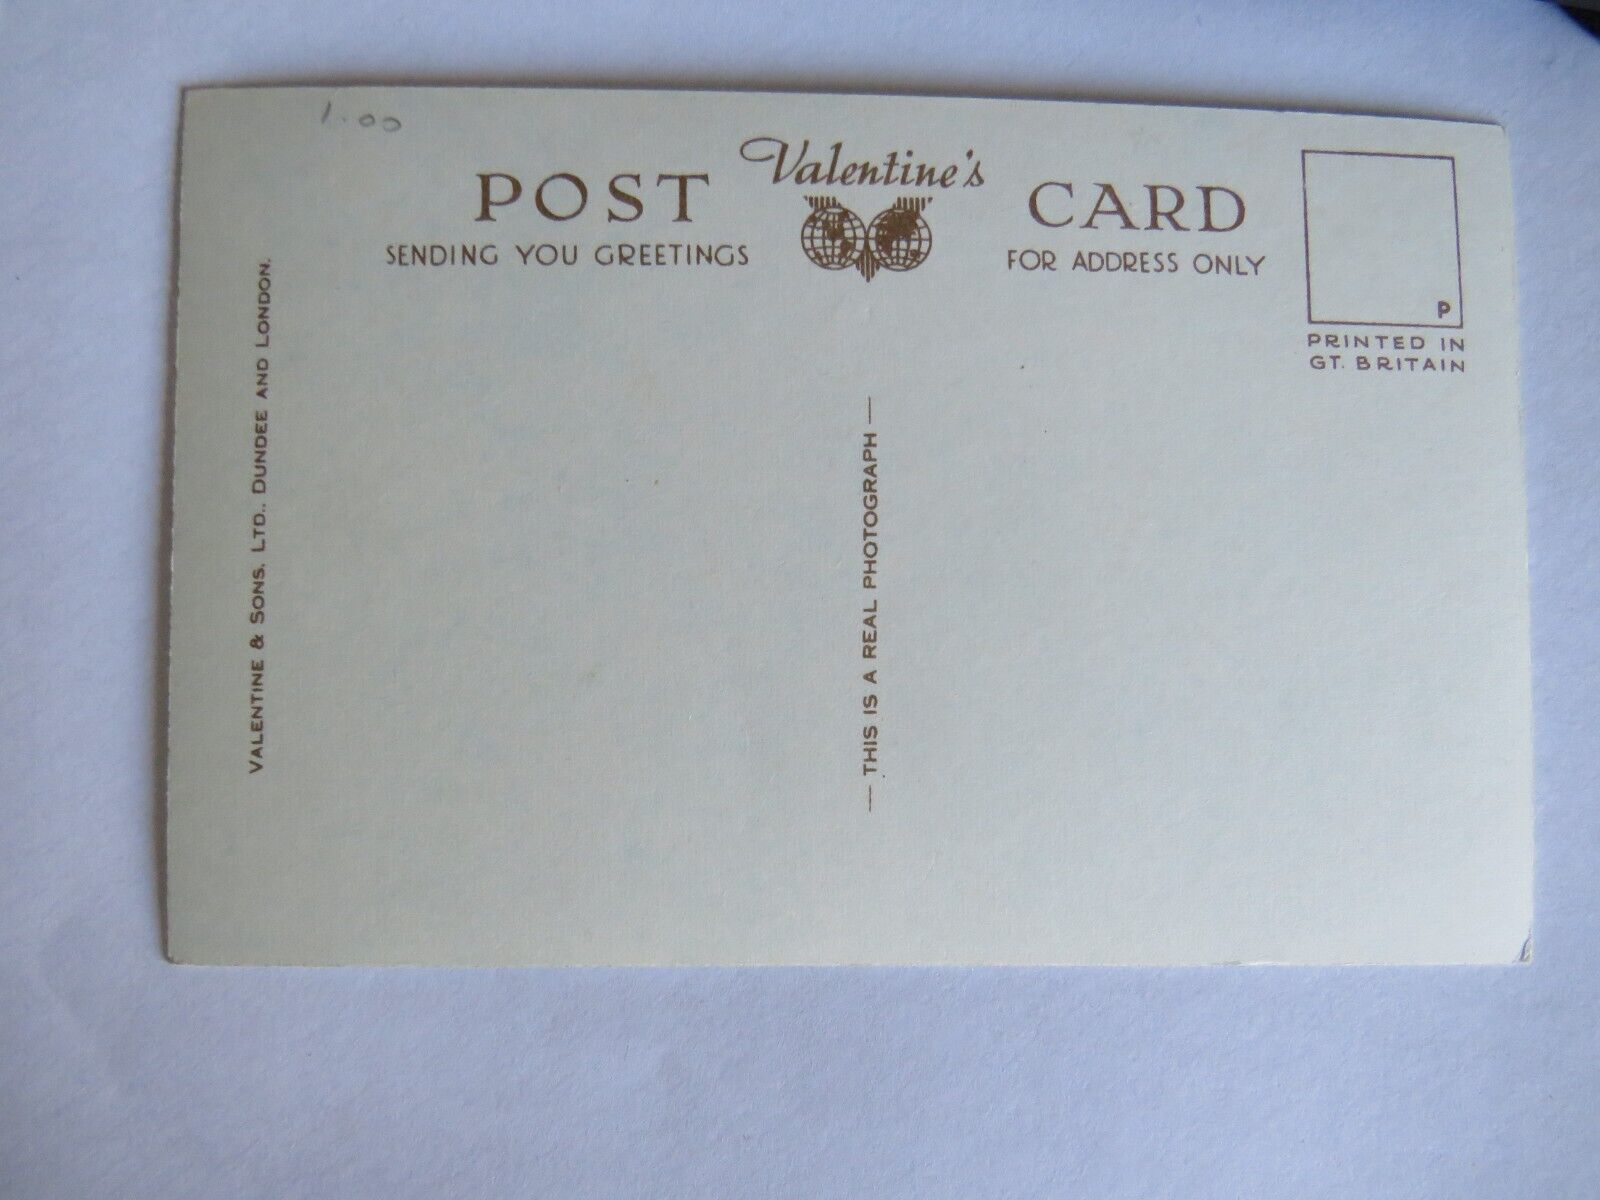 1.00
POST Valentine's CARD
SENDING YOU GREETINGS
FOR ADDRESS ONLY
P
PRINTED IN
GT. BRITAIN
VALENTINE & SONS, LTD., DUNDEE AND LONDON.
— THIS IS A REAL PHOTOGRAPH —